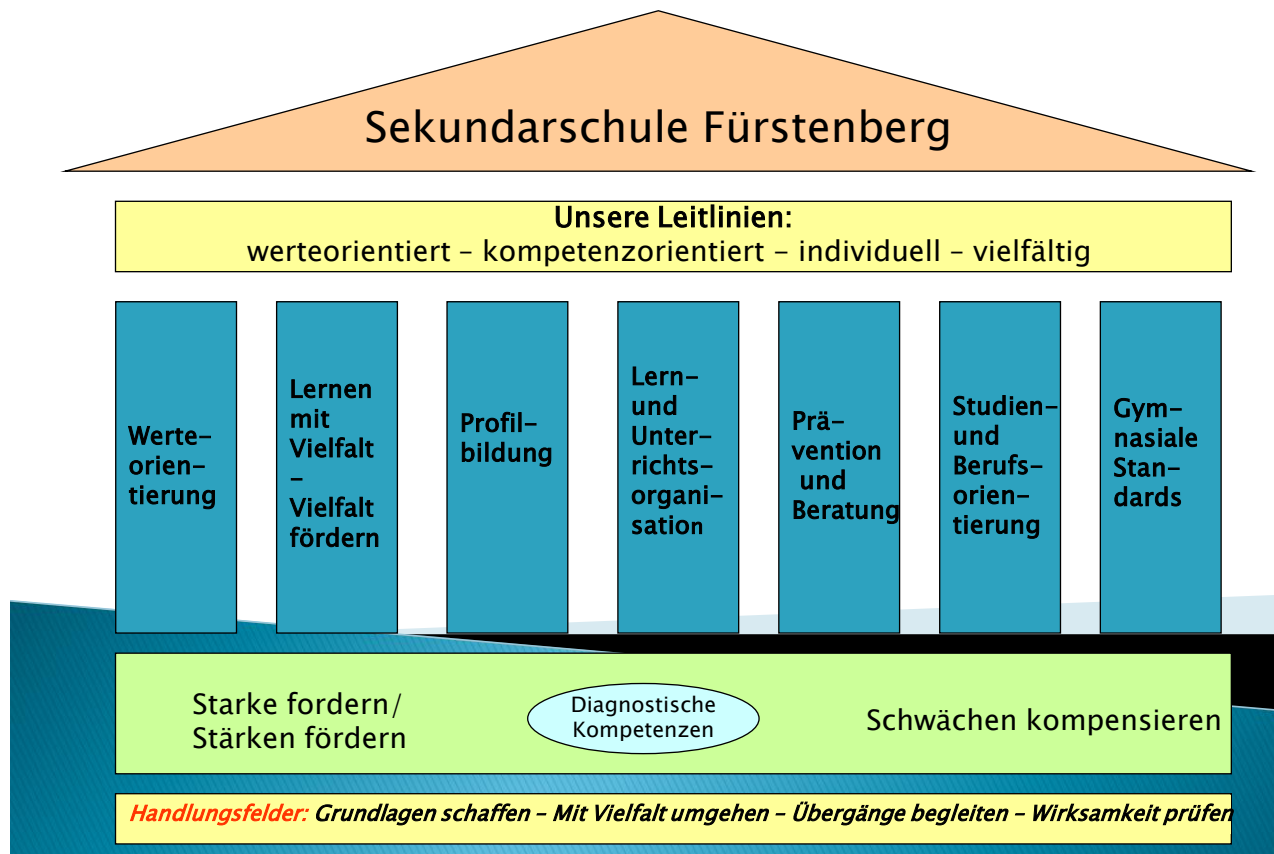 Sekundarschule Fürstenberg
Unsere Leitlinien:
werteorientiert – kompetenzorientiert – individuell – vielfältig
Werte-
orien-
tierung
Lernen
mit
Vielfalt
–
Vielfalt
fördern
Profil-
bildung
Lern-
und
Unter-
richts-
organi-
sation
Prä-
vention
und
Beratung
Studien-
und
Berufs-
orien-
tierung
Gym-
nasiale
Stan-
dards
Starke fordern/
Stärken fördern
Diagnostische
Kompetenzen
Schwächen kompensieren
Handlungsfelder: Grundlagen schaffen – Mit Vielfalt umgehen – Übergänge begleiten – Wirksamkeit prüfen